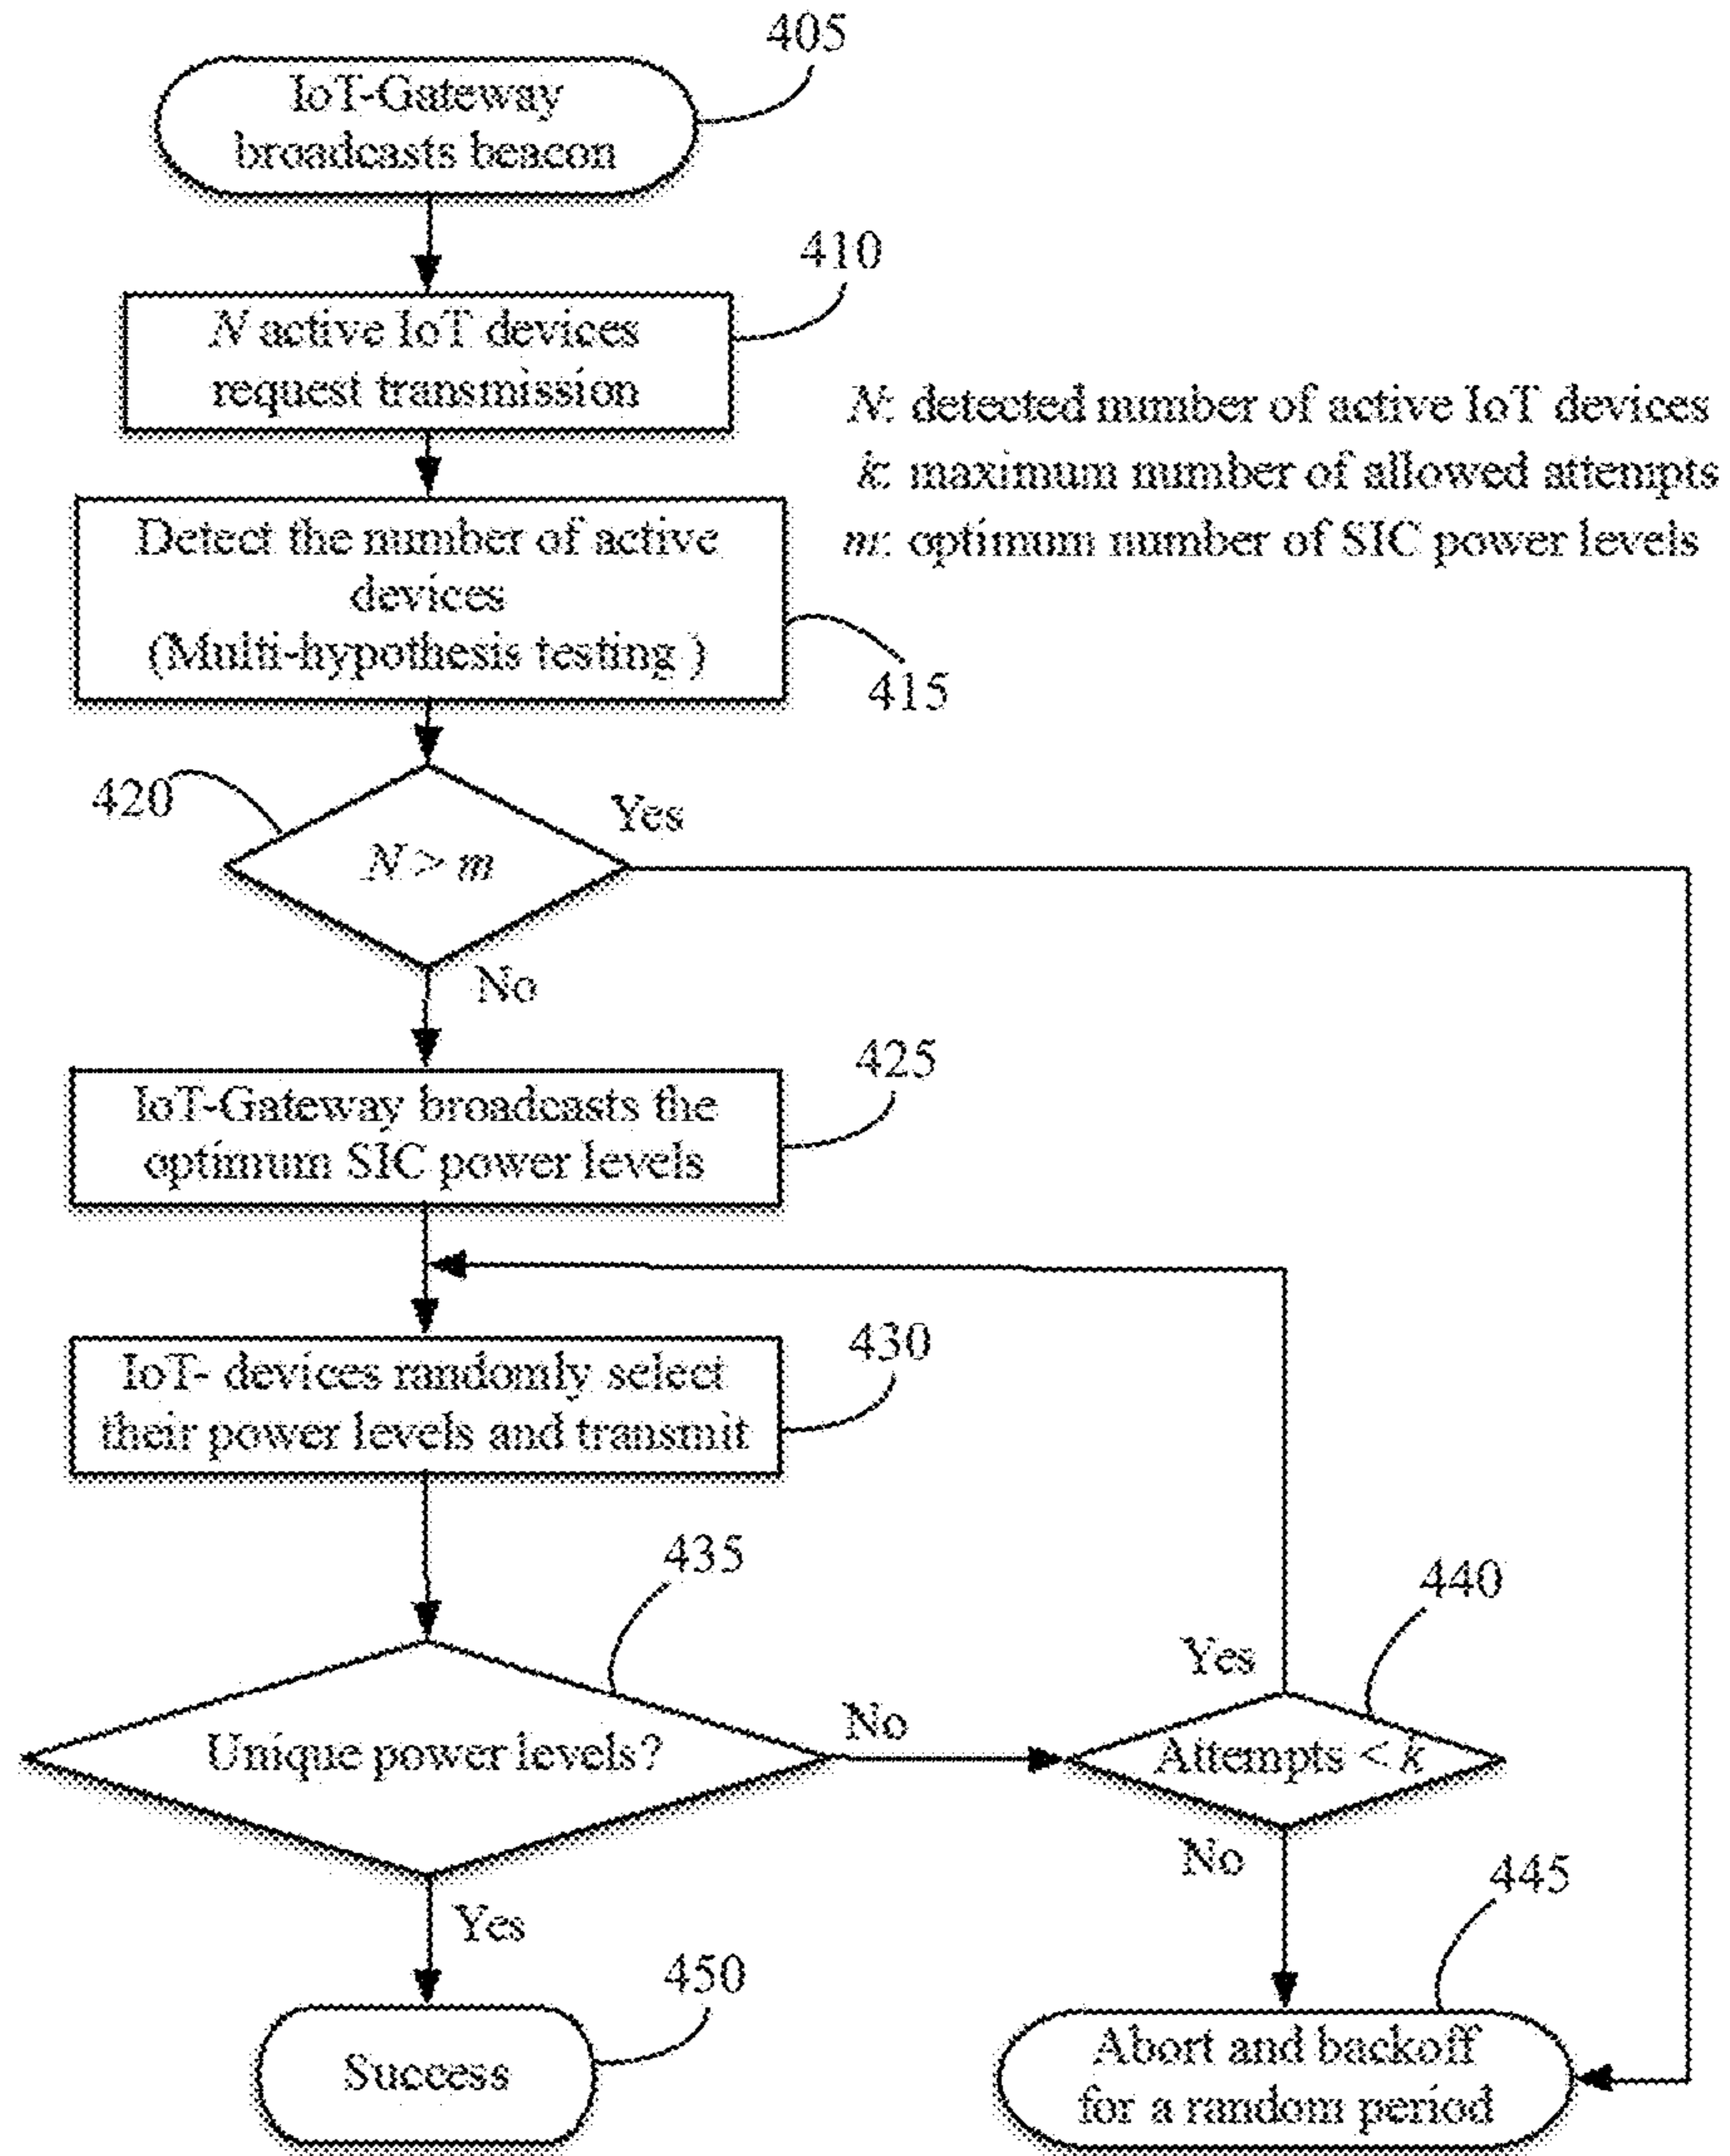 405
IoT-Gateway
broadcasts beacon
410
N active IoT devices
request transmission
N: detected number of active IoT devices
k: maximum number of allowed attempts
m: optimum number of SIC power levels
Detect the number of active
devices
(Multi-hypothesis testing )
415
420
Yes
N > m
No
425
IoT-Gateway broadcasts the
optimum SIC power levels
430
IoT- devices randomly select
their power levels and transmit
435
440
Yes
No
Unique power levels?
Attempts < k
No
445
Yes
450
Success
Abort and backoff
for a random period